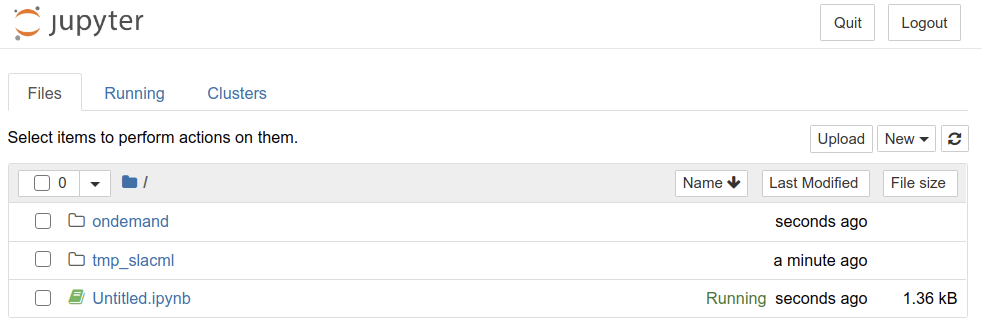 jupyter Quit Logout
Files Running Clusters
Select items to perform actions on them. Upload New
0 / Name Last Modified File size
ondemand seconds ago
tmp_slacml a minute ago
Untitled.ipynb Running seconds ago 1.36 kB